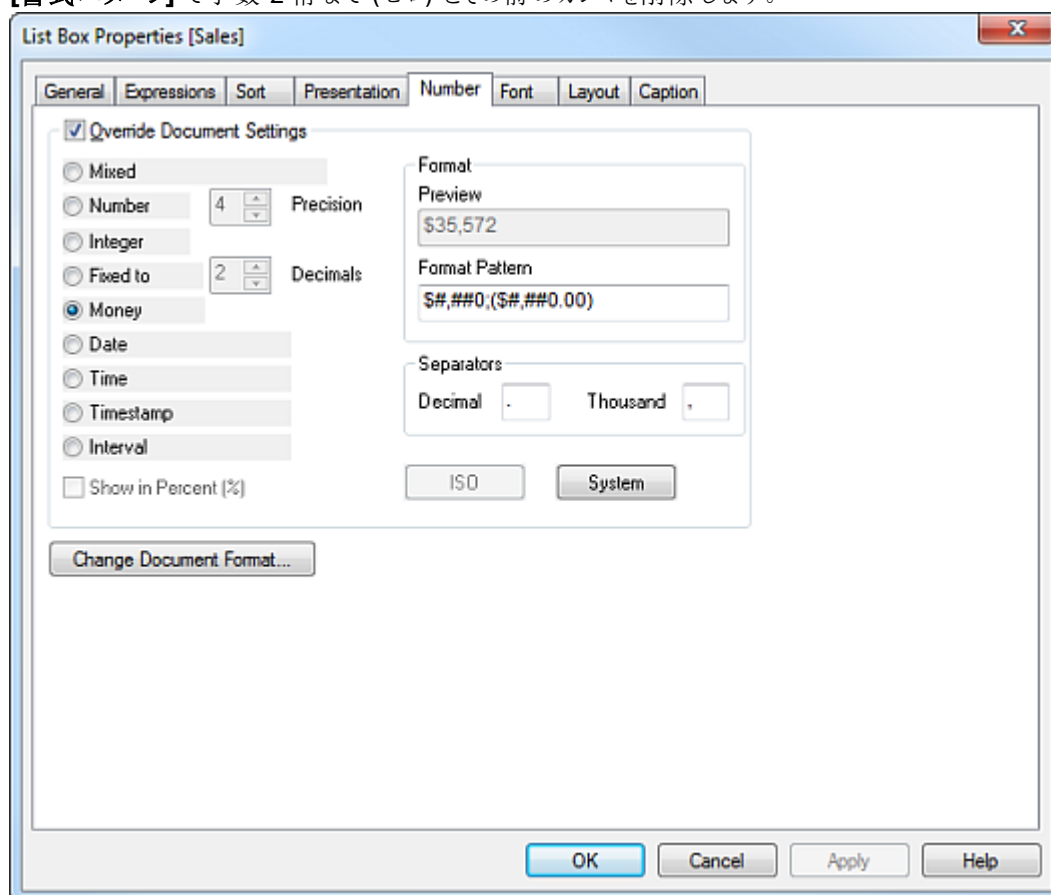 List Box Properties [Sales]
General Expressions Sort Presentation Number Font Layout Caption
Override Document Settings
Mixed
Number 4 Precision
Integer
Fixed to 2 Decimals
Money
Date
Time
Timestamp
Interval
Show in Percent (%)
Format
Preview
$35,572
Format Pattern
$#,##0;($#,##0.00)
Separators
Decimal . Thousand ,
ISO System
Change Document Format...
OK Cancel Apply Help